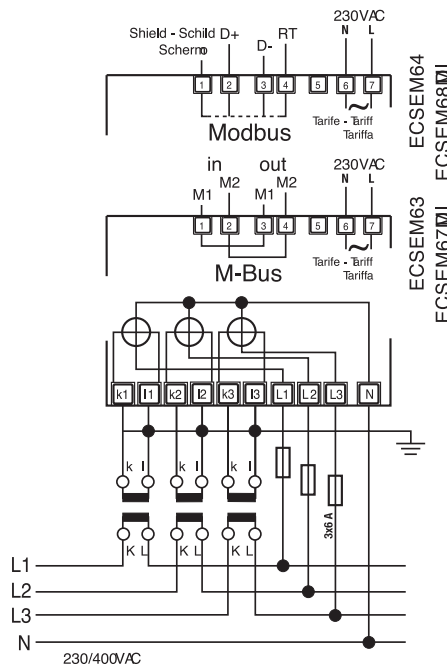 230VAC
N L
Shield - Schild D+ RT
Schermo D-
1 2 3 4 5 6 7
Tarife - Tariff
Tariffa
Modbus
ECSEM64
ECSEM68MI
in out
230VAC
M2 M2 N L
M1 M1
1 2 3 4 5 6 7
Tarife - Tariff
Tariffa
M-Bus
ECSEM63
ECSEM67MI
k1 l1 k2 l2 k3 l3 L1 L2 L3 N
k l k l k l
3x6 A
K L K L K L
L1
L2
L3
N
230/400VAC